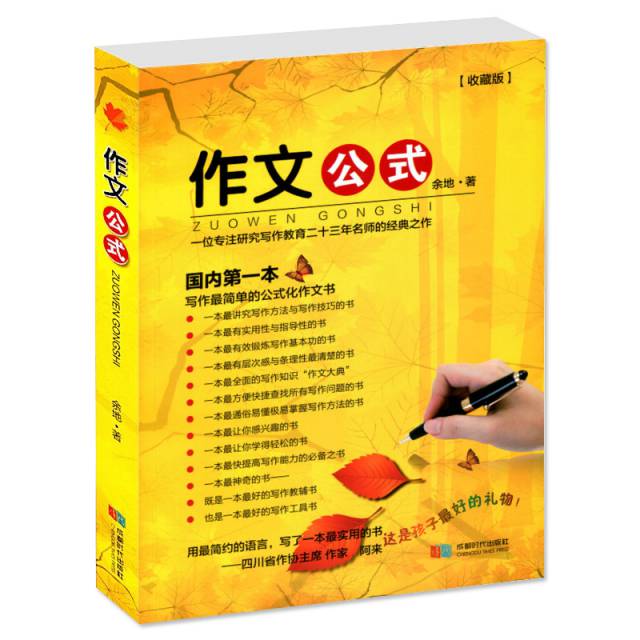 【收藏版】
作文公式
余地·著
ZUOWEN GONGSHI
一位专注研究写作教育二十三年名师的经典之作
国内第一本
写作最简单的公式化作文书
一本最讲究写作方法与写作技巧的书
一本最有实用性与指导性的书
一本最有效锻炼写作基本功的书
一本最有层次感与条理性最清楚的书
一本最全面的写作知识“作文大典”
一本最方便快捷查找所有写作问题的书
一本最通俗易懂极易掌握写作方法的书
一本最让你感兴趣的书
一本最让你学得轻松的书
一本最快提高写作能力的必备之书
一本最神奇的书——
既是一本最好的写作教辅书
也是一本最好的写作工具书
用最简约的语言，写了一本最实用的书
——四川省作协主席 作家 阿来
这是孩子最好的礼物！
成都时代出版社
CHENGDU TIMES PRESS
作文公式
ZUOWEN GONGSHI
余地·著
成都时代出版社